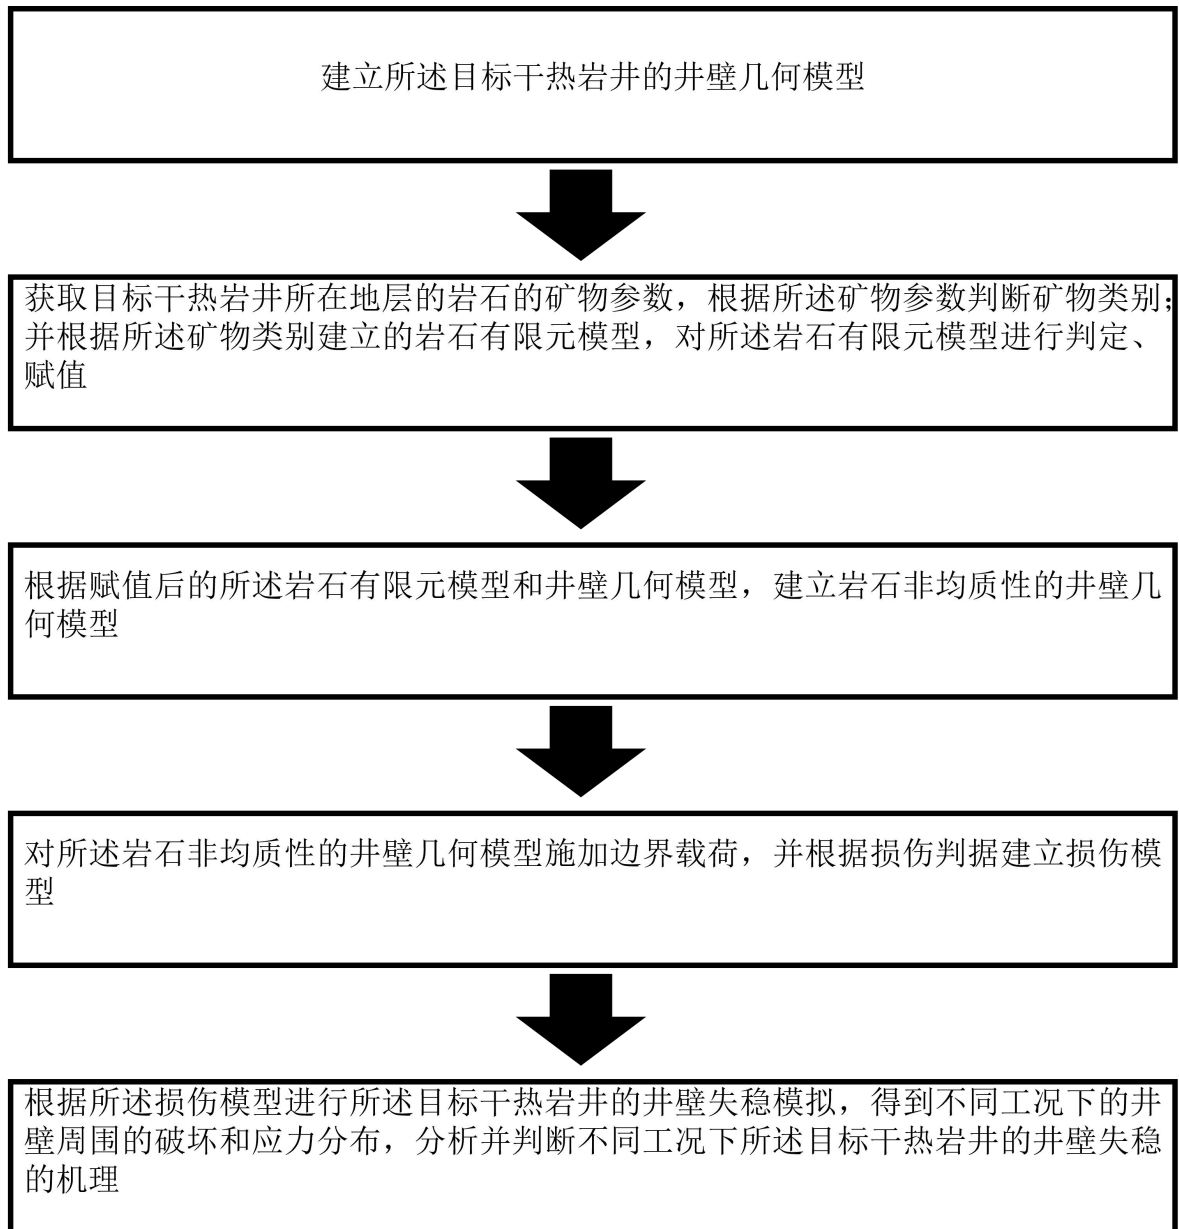 建立所述目标干热岩井的井壁几何模型
获取目标干热岩井所在地层的岩石的矿物参数，根据所述矿物参数判断矿物类别；
并根据所述矿物类别建立的岩石有限元模型，对所述岩石有限元模型进行判定、
赋值
根据赋值后的所述岩石有限元模型和井壁几何模型，建立岩石非均质性的井壁几
何模型
对所述岩石非均质性的井壁几何模型施加边界载荷，并根据损伤判据建立损伤模
型
根据所述损伤模型进行所述目标干热岩井的井壁失稳模拟，得到不同工况下的井
壁周围的破坏和应力分布，分析并判断不同工况下所述目标干热岩井的井壁失稳
的机理